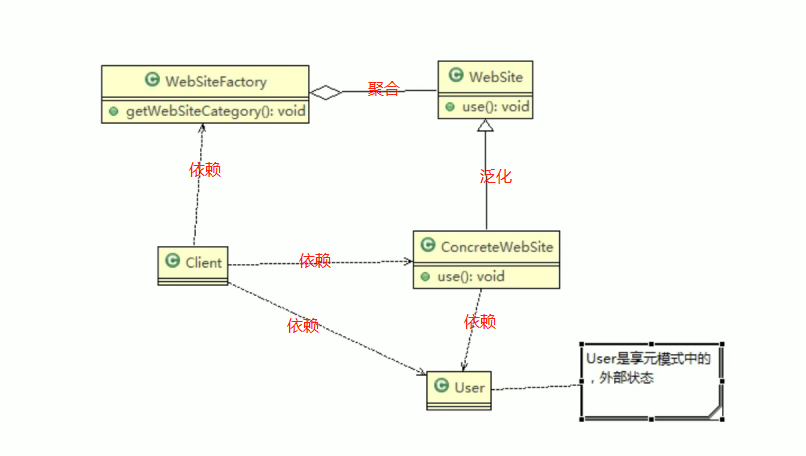 WebSiteFactory
getWebSiteCategory(): void
聚合
WebSite
use(): void
依赖
泛化
Client
依赖
ConcreteWebSite
use(): void
依赖
依赖
User
User是享元模式中的
，外部状态